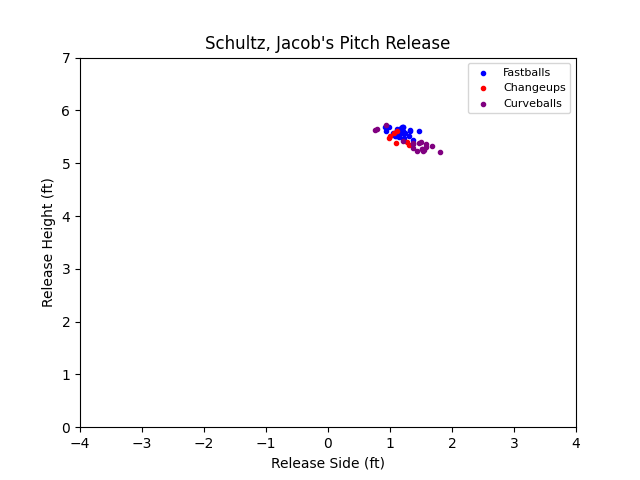 Schultz, Jacob's Pitch Release
Fastballs
Changeups
Curveballs
7
6
5
4
3
2
1
0
Release Height (ft)
−4 −3 −2 −1 0 1 2 3 4
Release Side (ft)